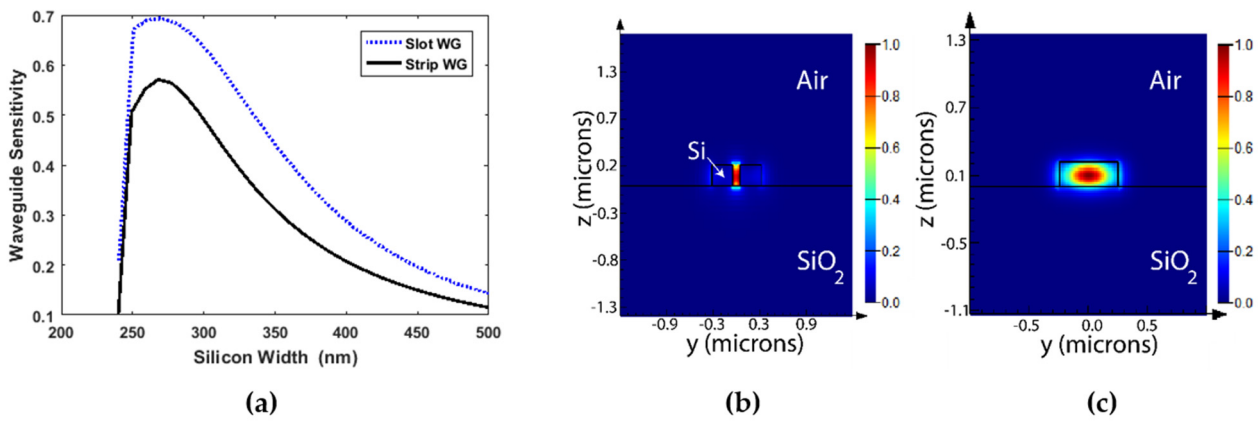 0.7
0.6
0.5
0.4
0.3
0.2
0.1
Waveguide Sensitivity
Slot WG
Strip WG
200 250 300 350 400 450 500
Silicon Width (nm)
(a)
1.3
0.7
0.2
-0.3
-0.8
-1.3
z (microns)
Air
Si
SiO2
-0.9 -0.3 0.3 0.9
y (microns)
1.0
0.8
0.6
0.4
0.2
0.0
(b)
1.3
0.7
0.1
-0.5
-1.1
z (microns)
Air
SiO2
-0.5 0.0 0.5
y (microns)
1.0
0.8
0.6
0.4
0.2
0.0
(c)